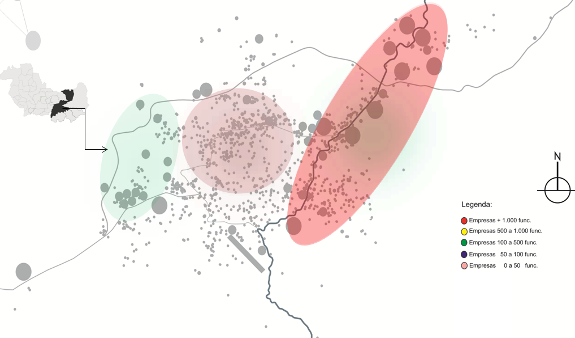 N
Legenda:
Empresas + 1.000 func.
Empresas 500 a 1.000 func.
Empresas 100 a 500 func.
Empresas 50 a 100 func.
Empresas 0 a 50 func.